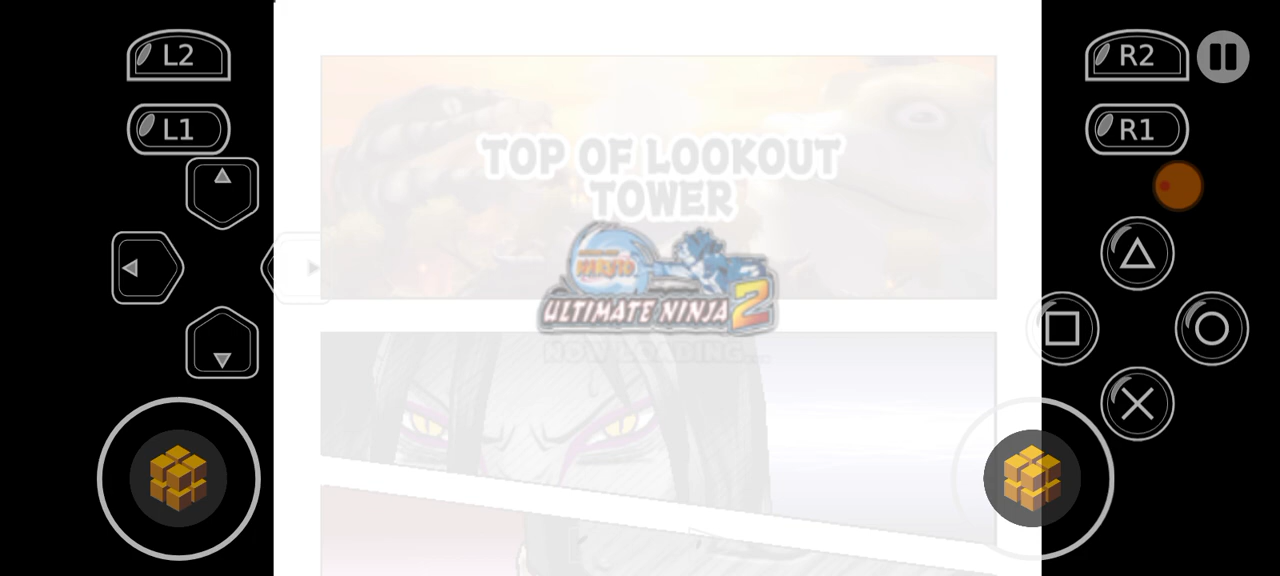 L2
R2
L1
R1
TOP OF LOOKOUT
TOWER
NARUTO
ULTIMATE NINJA 2
NOW LOADING...